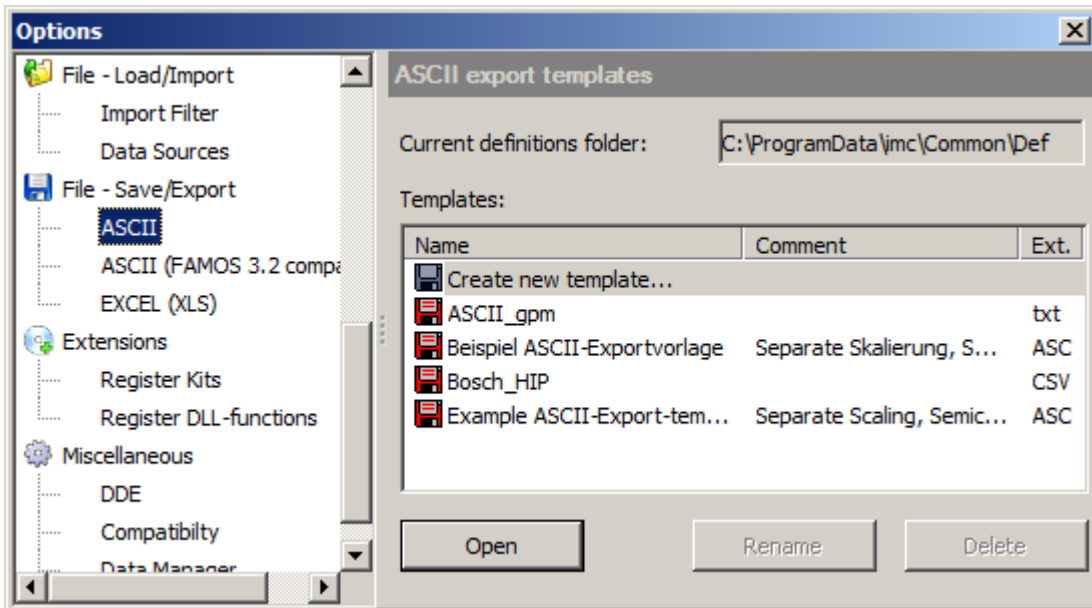 Options
File - Load/Import
Import Filter
Data Sources
File - Save/Export
ASCII
ASCII (FAMOS 3.2 compa
EXCEL (XLS)
Extensions
Register Kits
Register DLL-functions
Miscellaneous
DDE
Compatibilty
Data Manager
ASCII export templates
Current definitions folder: C:\ProgramData\imc\Common\Def
Templates:
Name Comment Ext.
Create new template...
ASCII_gpm txt
Beispiel ASCII-Exportvorlage Separate Skalierung, S... ASC
Bosch_HIP CSV
Example ASCII-Export-tem... Separate Scaling, Semic... ASC
Open Rename Delete